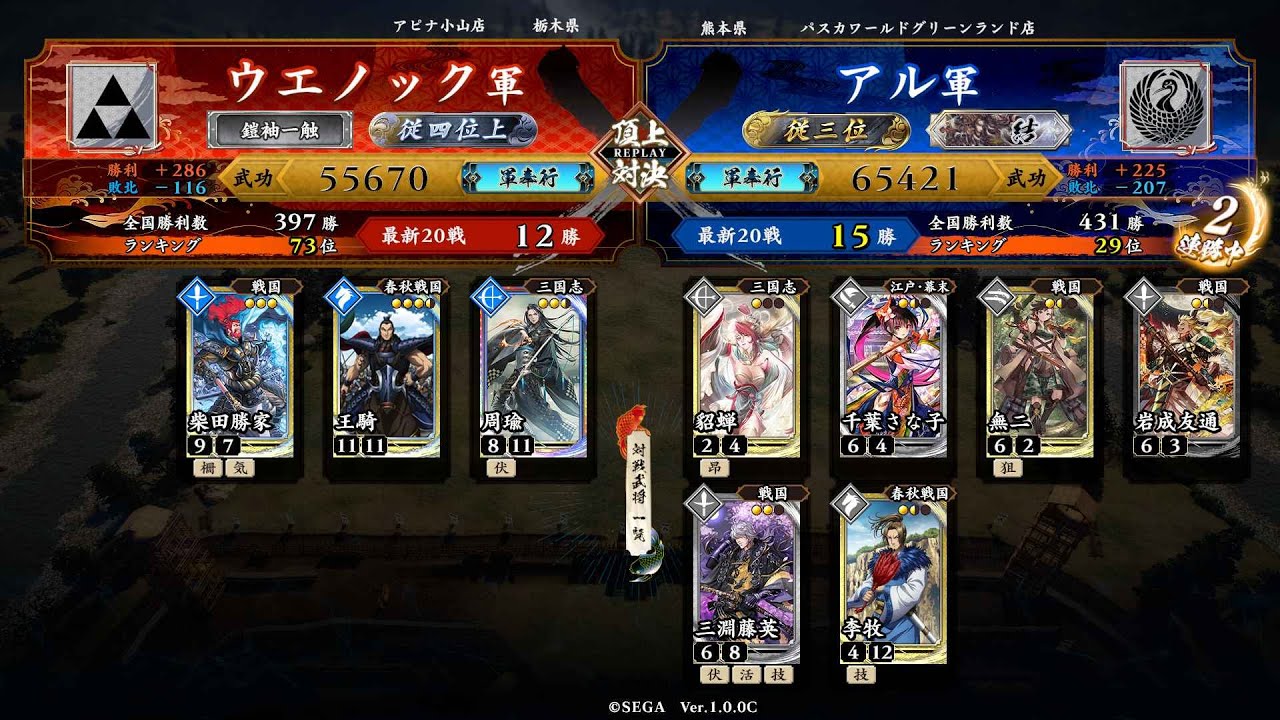 アピナ小山店 栃木県
熊本県 パスカワールドグリーンランド店
ウエノック軍
アル軍
鎧袖一触 従四位上
従三位 結
頂上
REPLAY
対決
勝利 +286
敗北 -116
武功 55670 軍奉行
軍奉行 65421 武功
勝利 +225
敗北 -207
全国勝利数 397勝
ランキング 73位
最新20戦 12勝
最新20戦 15勝
全国勝利数 431勝
ランキング 29位
2
連勝中
戦国
柴田勝家
9 7
柵 気
春秋戦国
王騎
11 11
三国志
周瑜
8 11
伏
対戦武将一覧
三国志
貂蝉
2 4
昂
江戸・幕末
千葉さな子
6 4
戦国
無二
6 2
狙
戦国
岩成友通
6 3
戦国
三淵藤英
6 8
伏 活 技
春秋戦国
李牧
4 12
技
©SEGA Ver.1.0.0C